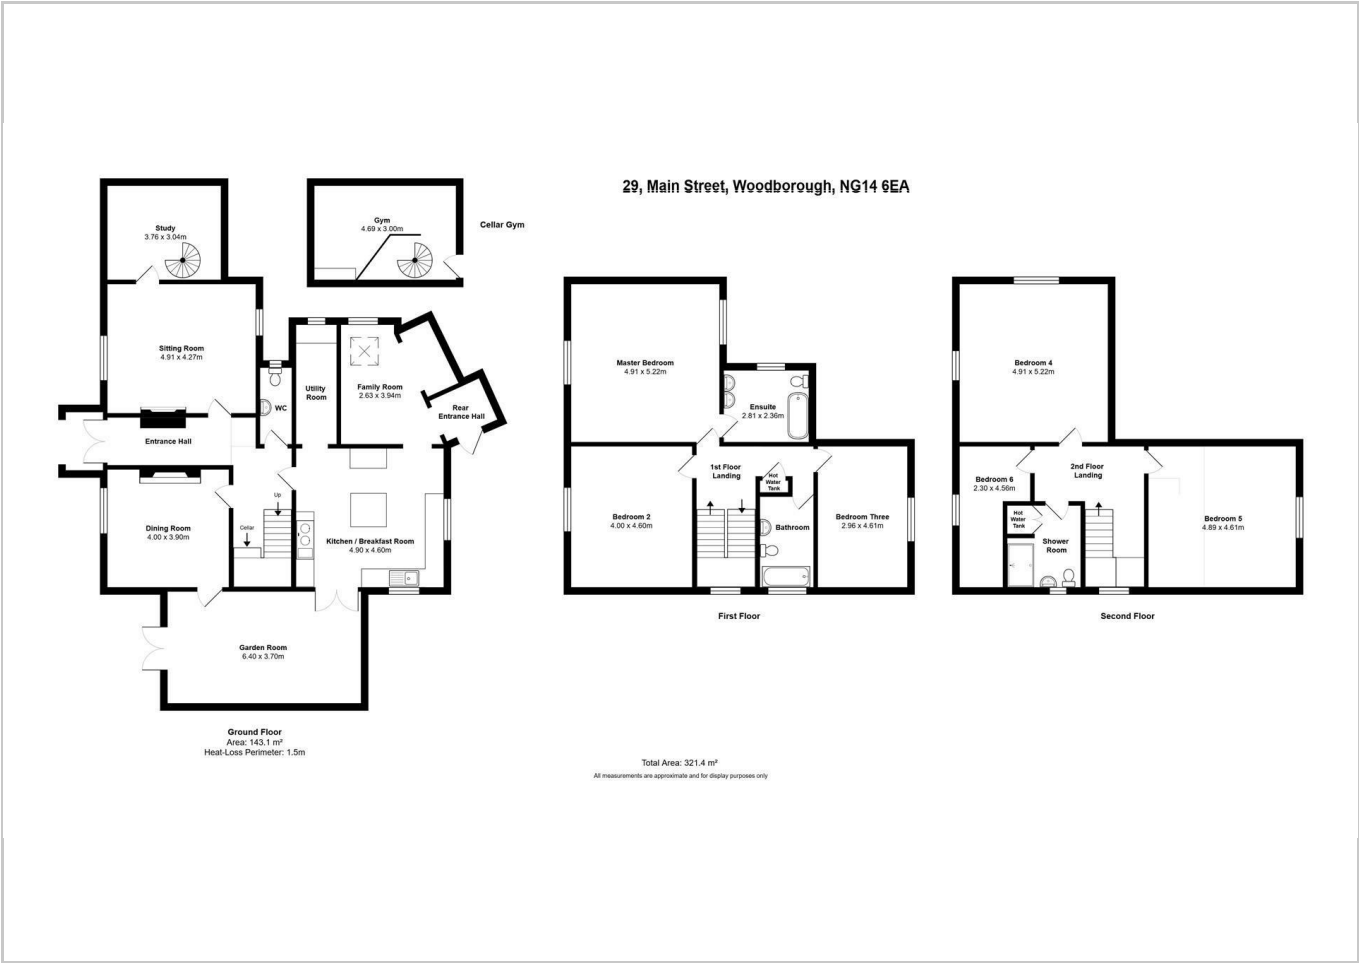 29, Main Street, Woodborough, NG14 6EA
Study
3.76 x 3.04m
Gym
4.69 x 3.00m
Cellar Gym
Sitting Room
4.91 x 4.27m
WC
Utility
Room
Family Room
2.63 x 3.94m
Rear
Entrance Hall
Entrance Hall
Dining Room
4.00 x 3.90m
Up
Cellar
Kitchen / Breakfast Room
4.90 x 4.60m
Garden Room
6.40 x 3.70m
Ground Floor
Area: 143.1 m²
Heat-Loss Perimeter: 1.5m
Master Bedroom
4.91 x 5.22m
Ensuite
2.81 x 2.36m
1st Floor
Landing
Hot
Water
Tank
Bedroom 2
4.00 x 4.60m
Bathroom
Bedroom Three
2.96 x 4.61m
First Floor
Bedroom 4
4.91 x 5.22m
Bedroom 6
2.30 x 4.56m
2nd Floor
Landing
Hot
Water
Tank
Shower
Room
Bedroom 5
4.89 x 4.61m
Second Floor
Total Area: 321.4 m²
All measurements are approximate and for display purposes only